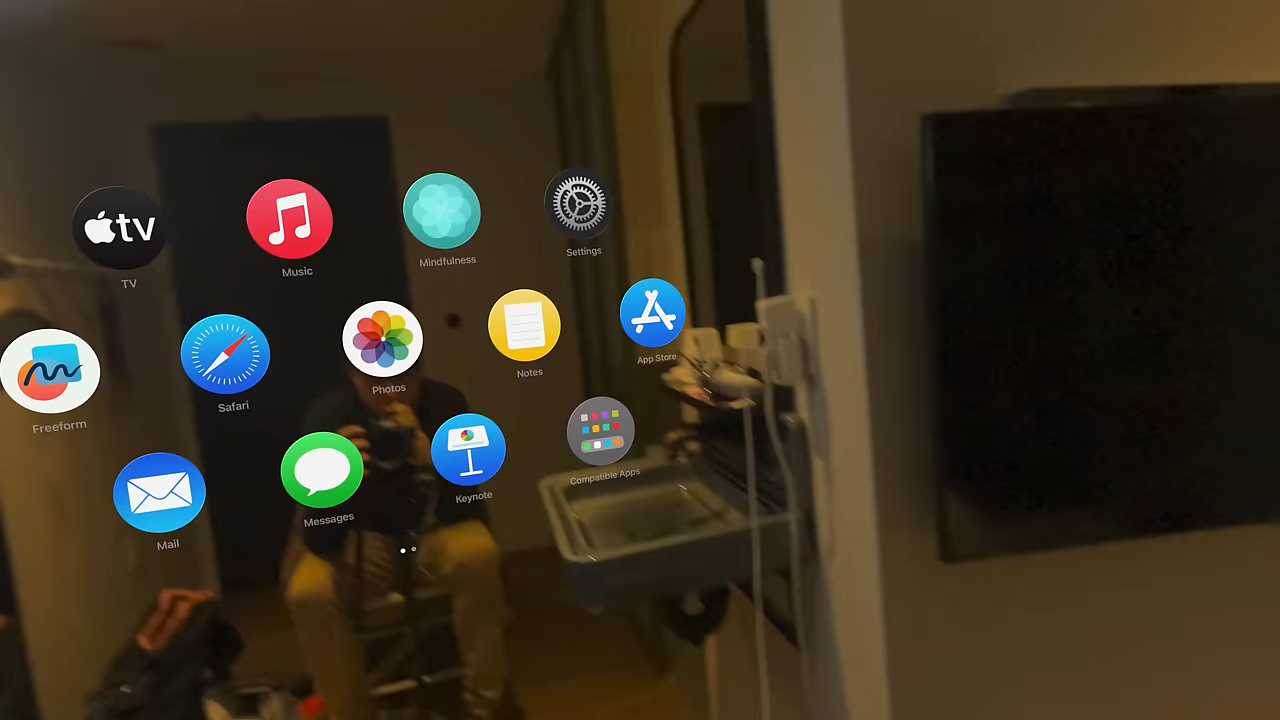 tv
TV
Music
Mindfulness
Settings
Freeform
Safari
Photos
Notes
App Store
Mail
Messages
Keynote
Compatible Apps